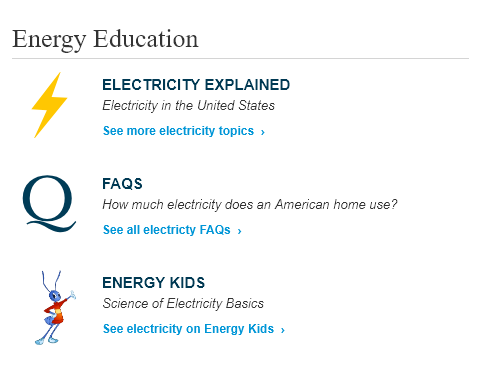 Energy Education
ELECTRICITY EXPLAINED
Electricity in the United States
See more electricity topics ›
Q
FAQS
How much electricity does an American home use?
See all electricty FAQs ›
ENERGY KIDS
Science of Electricity Basics
See electricity on Energy Kids ›